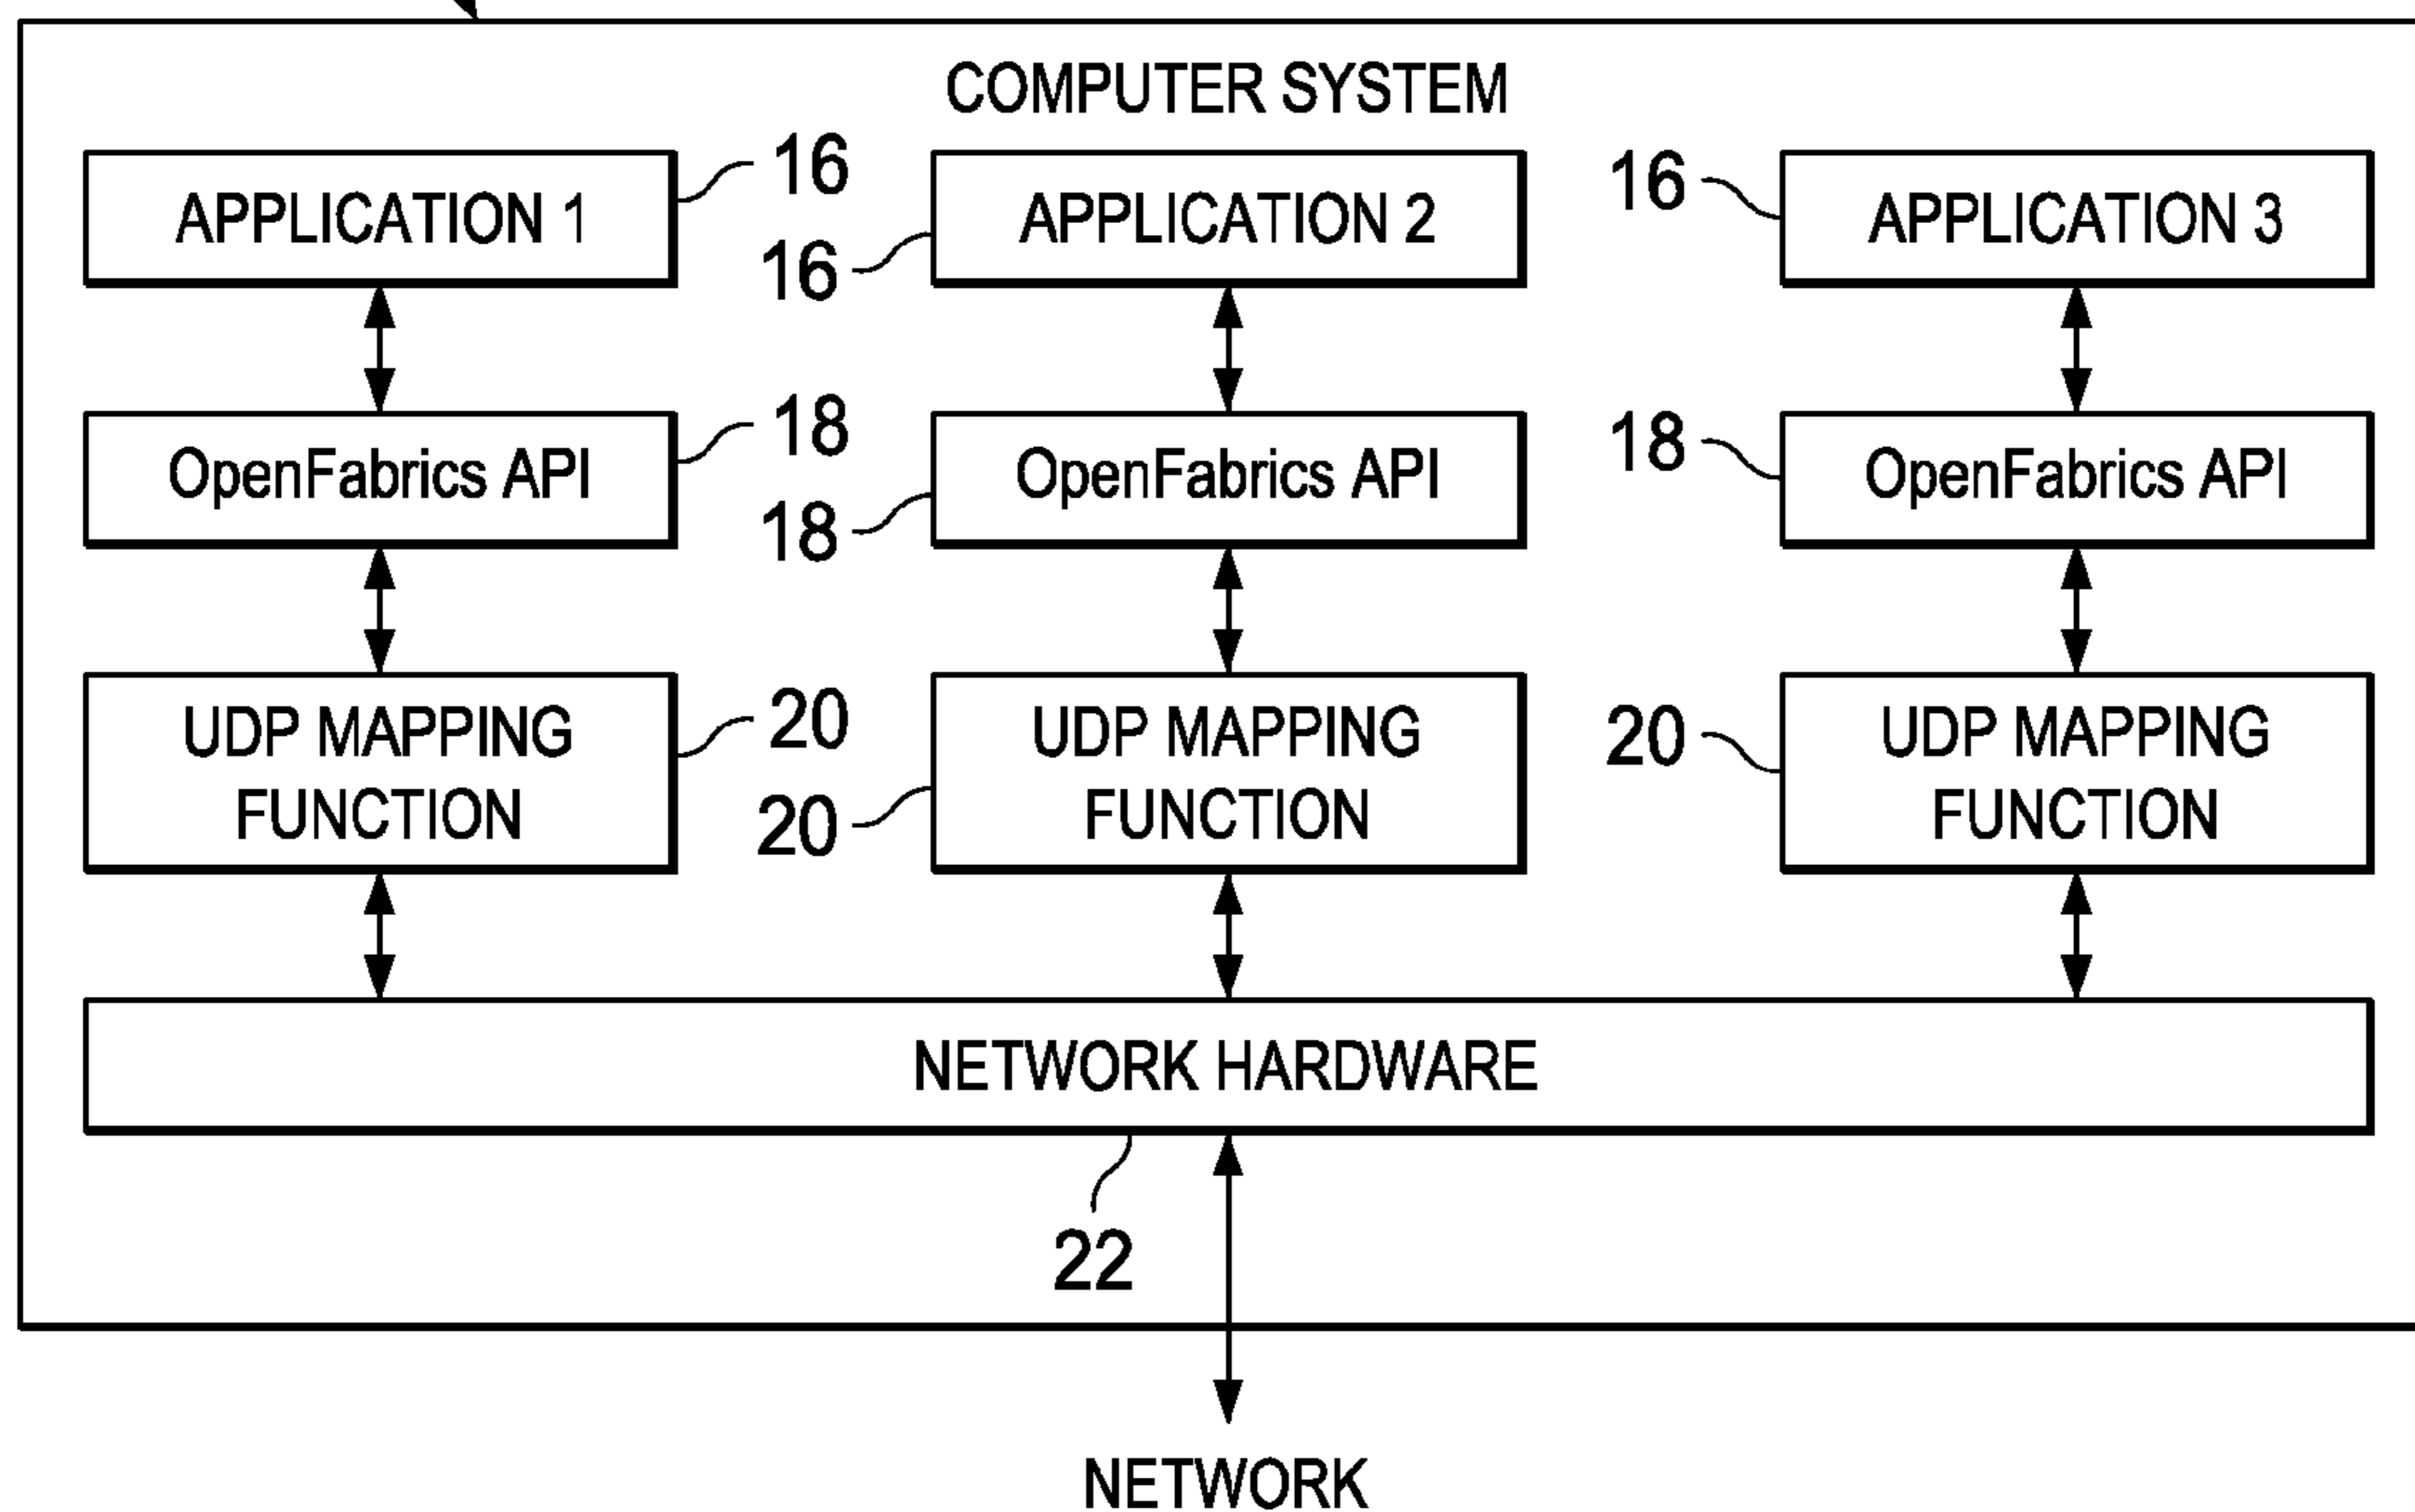 COMPUTER SYSTEM
APPLICATION 1
16
16
APPLICATION 2
16
APPLICATION 3
OpenFabrics API
18
18
OpenFabrics API
18
OpenFabrics API
UDP MAPPING
FUNCTION
20
20
UDP MAPPING
FUNCTION
20
UDP MAPPING
FUNCTION
NETWORK HARDWARE
22
NETWORK